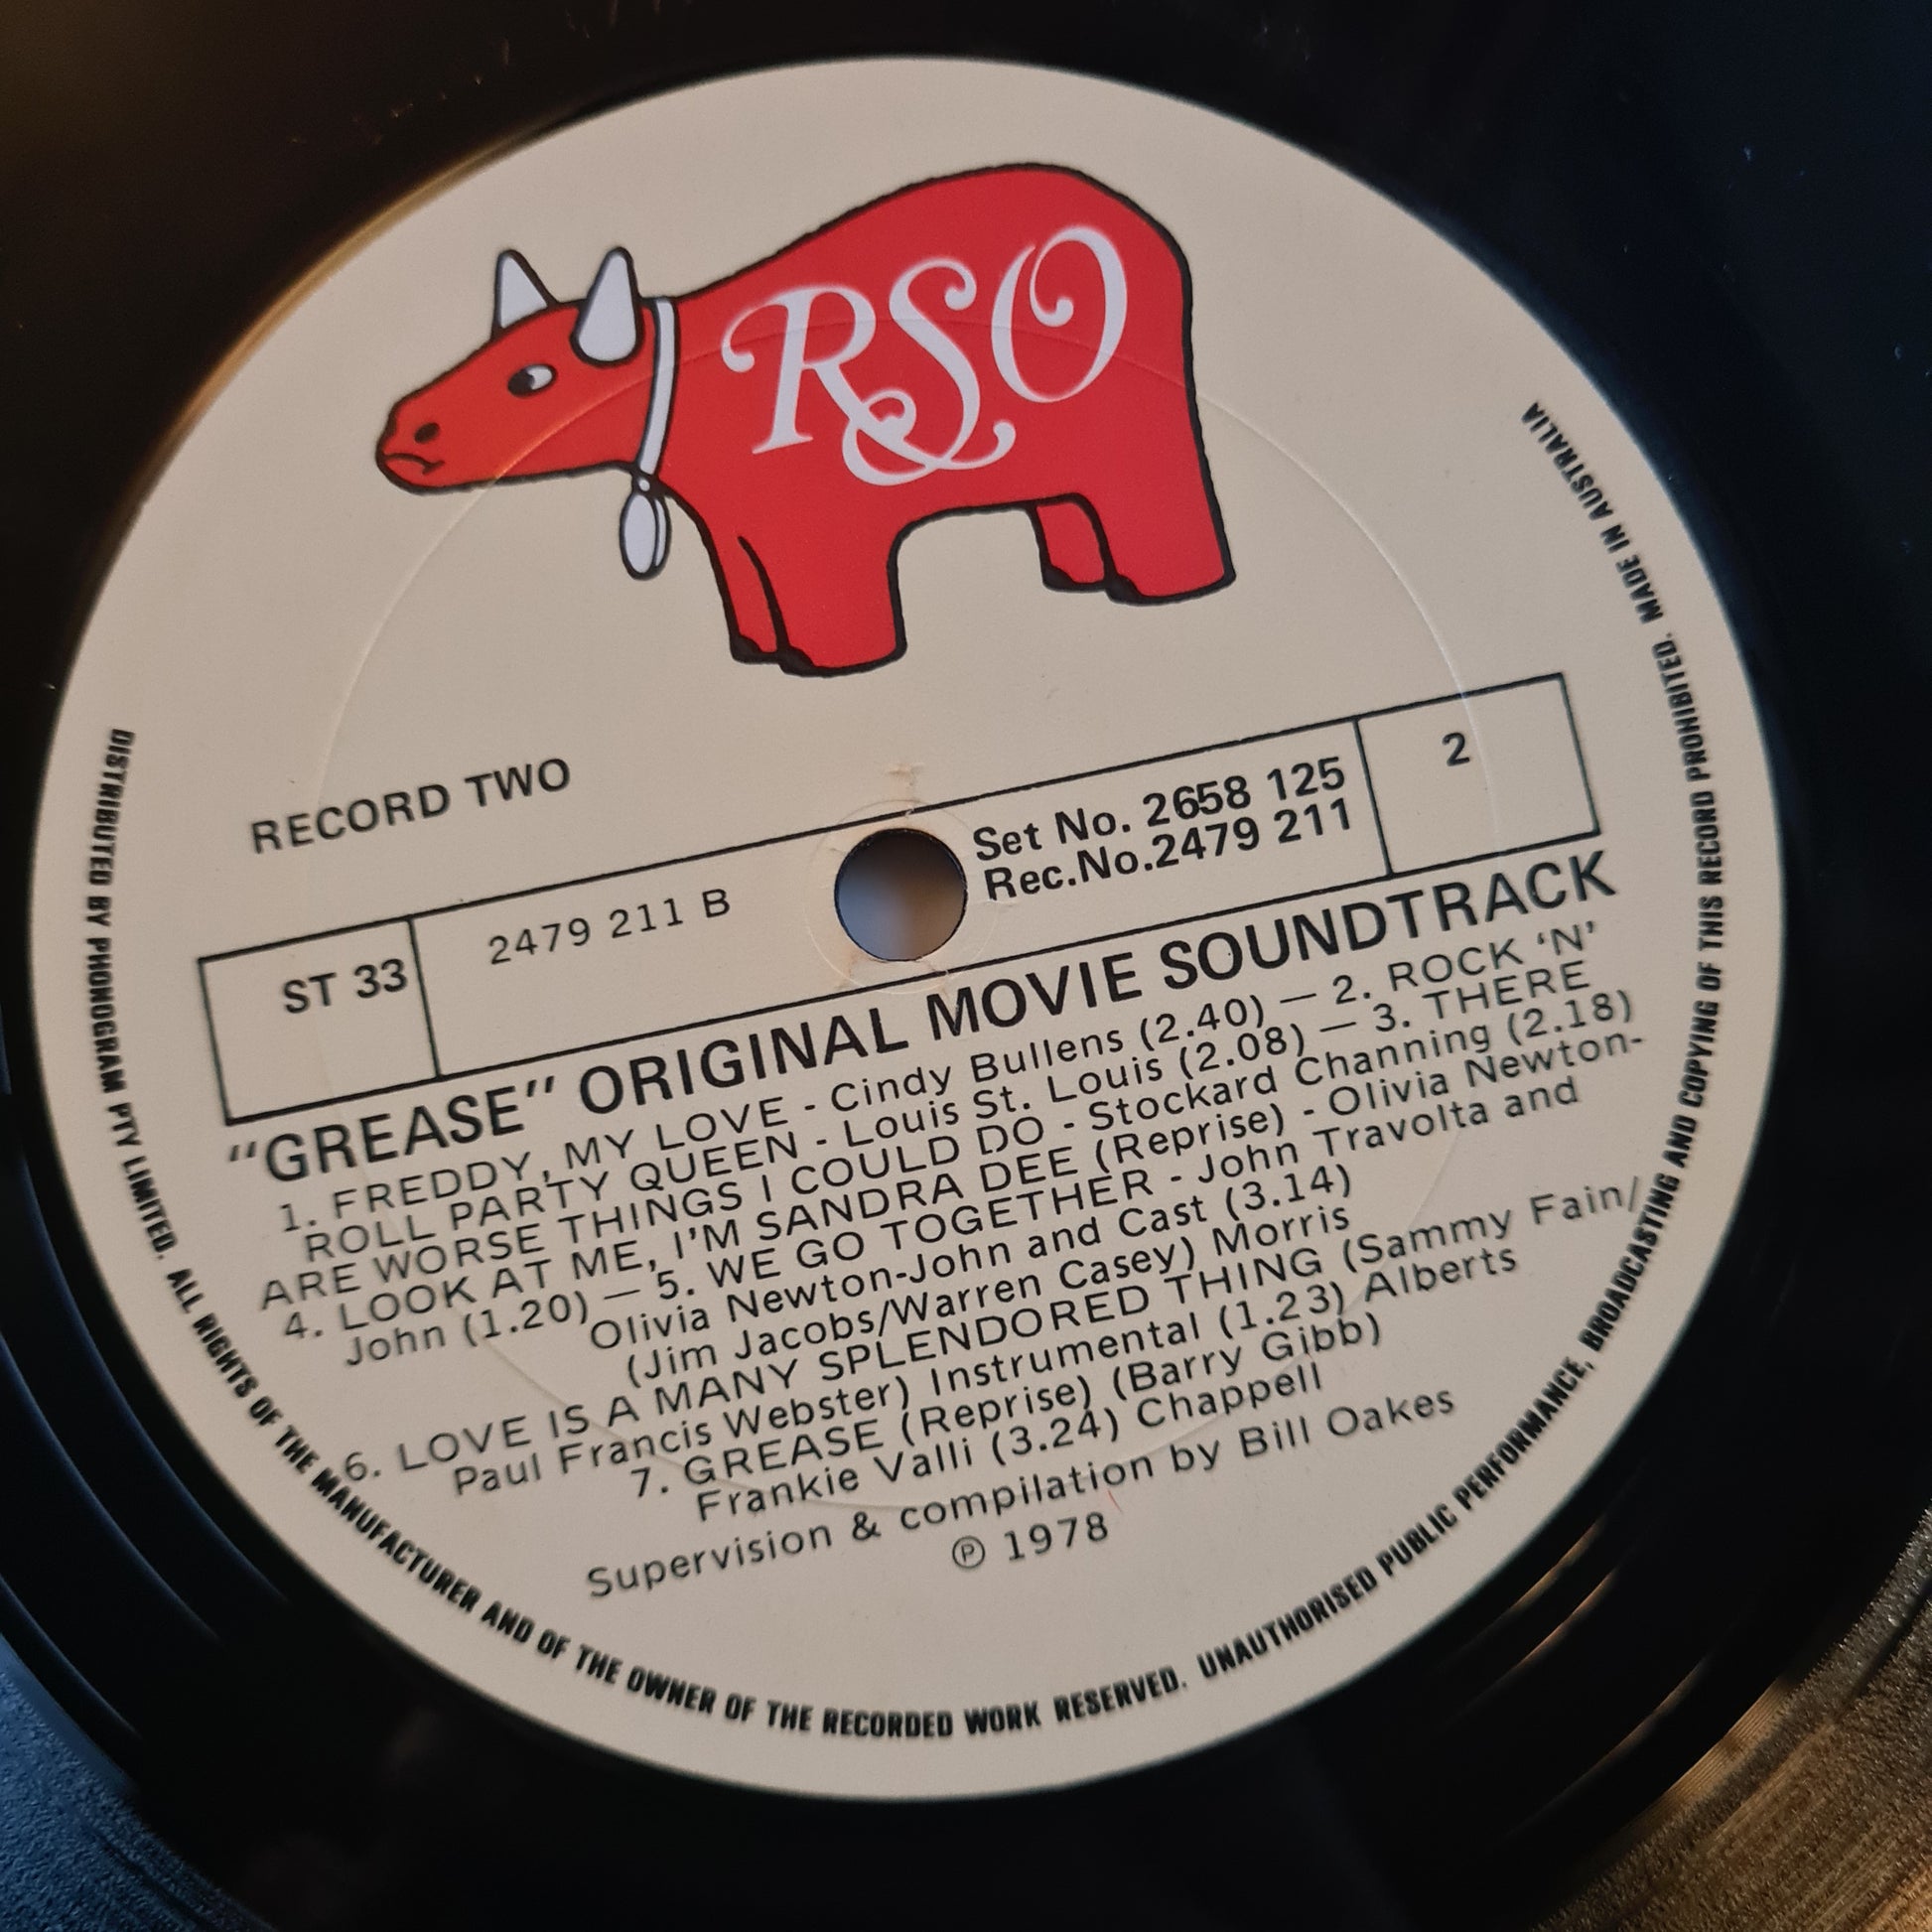 RSO
RECORD TWO
ST 33
2479 211 B
Set No. 2658 125
Rec.No.2479 211
2
“GREASE” ORIGINAL MOVIE SOUNDTRACK
1. FREDDY, MY LOVE - Cindy Bullens (2.40) — 2. ROCK ‘N’
ROLL PARTY QUEEN - Louis St. Louis (2.08) — 3. THERE
ARE WORSE THINGS I COULD DO - Stockard Channing (2.18)
4. LOOK AT ME, I’M SANDRA DEE (Reprise) - Olivia Newton-
John (1.20) — 5. WE GO TOGETHER - John Travolta and
Olivia Newton-John and Cast (3.14)
(Jim Jacobs/Warren Casey) Morris
6. LOVE IS A MANY SPLENDORED THING (Sammy Fain/
Paul Francis Webster) Instrumental (1.23) Alberts
7. GREASE (Reprise) (Barry Gibb)
Frankie Valli (3.24) Chappell
Supervision & compilation by Bill Oakes
℗ 1978
DISTRIBUTED BY PHONOGRAM PTY LIMITED. ALL RIGHTS OF THE MANUFACTURER AND OF THE OWNER OF THE RECORDED WORK RESERVED. UNAUTHORISED PUBLIC PERFORMANCE, BROADCASTING AND COPYING OF THIS RECORD PROHIBITED. MADE IN AUSTRALIA